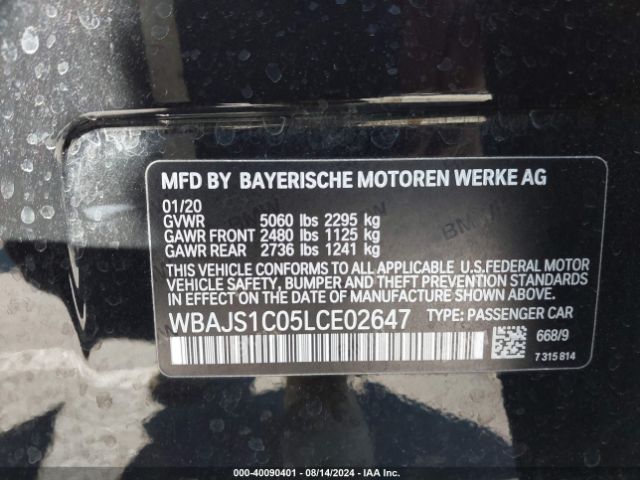 MFD BY BAYERISCHE MOTOREN WERKE AG
01/20
GVWR 5060 lbs 2295 kg
GAWR FRONT 2480 lbs 1125 kg
GAWR REAR 2736 lbs 1241 kg
THIS VEHICLE CONFORMS TO ALL APPLICABLE U.S.FEDERAL MOTOR
VEHICLE SAFETY, BUMPER AND THEFT PREVENTION STANDARDS
IN EFFECT ON THE DATE OF MANUFACTURE SHOWN ABOVE.
WBAJS1C05LCE02647 TYPE: PASSENGER CAR
668/9
7 315 814
000-40090401 - 08/14/2024 - IAA Inc.